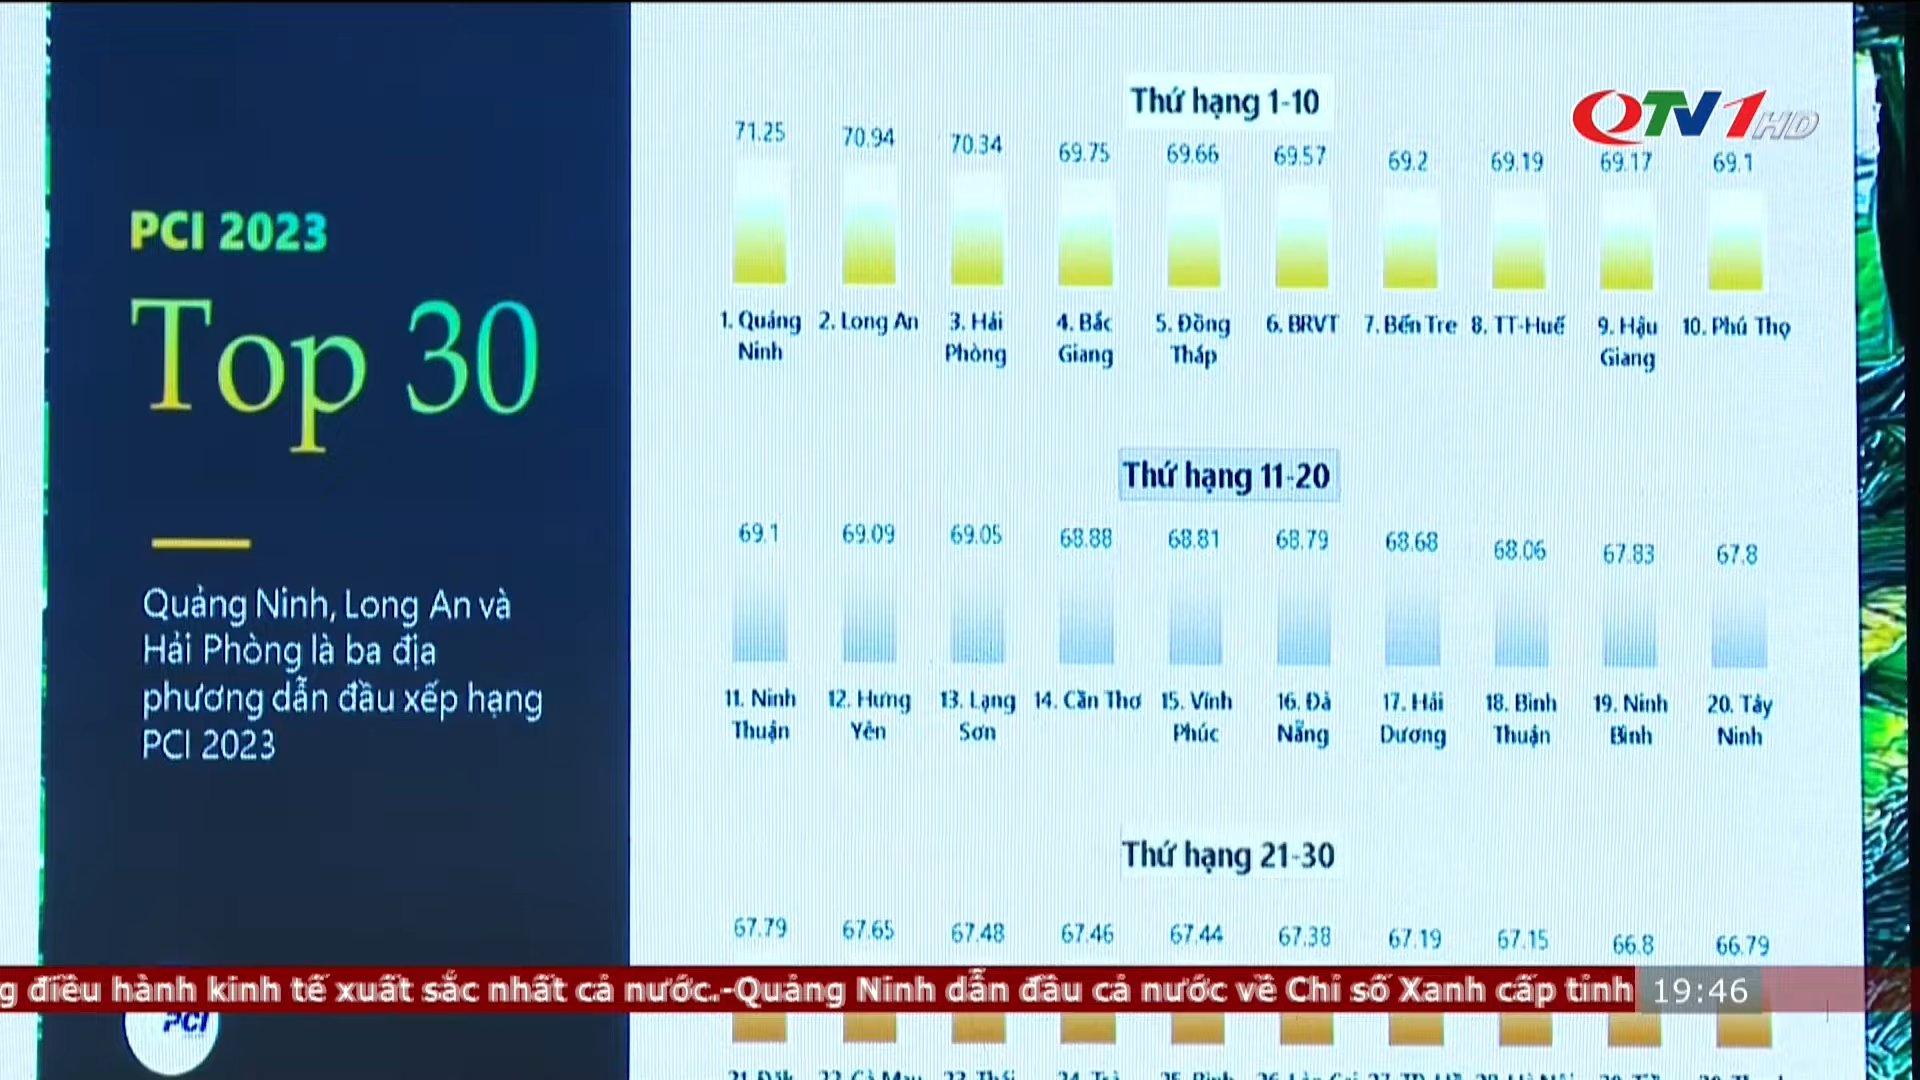 QTV1HD
PCI 2023
Top 30
Quảng Ninh, Long An và
Hải Phòng là ba địa
phương dẫn đầu xếp hạng
PCI 2023
Thứ hạng 1-10
71.25 70.94 70.34 69.75 69.66 69.57 69.2 69.19 69.17 69.1
1. Quảng Ninh 2. Long An 3. Hải Phòng 4. Bắc Giang 5. Đồng Tháp 6. BRVT 7. Bến Tre 8. TT-Huế 9. Hậu Giang 10. Phú Thọ
Thứ hạng 11-20
69.1 69.09 69.05 68.88 68.81 68.79 68.68 68.06 67.83 67.8
11. Ninh Thuận 12. Hưng Yên 13. Lạng Sơn 14. Cần Thơ 15. Vĩnh Phúc 16. Đà Nẵng 17. Hải Dương 18. Bình Thuận 19. Ninh Bình 20. Tây Ninh
Thứ hạng 21-30
67.79 67.65 67.48 67.46 67.44 67.38 67.19 67.15 66.8 66.79
g điều hành kinh tế xuất sắc nhất cả nước.-Quảng Ninh dẫn đầu cả nước về Chỉ số Xanh cấp tỉnh 19:46
PCI